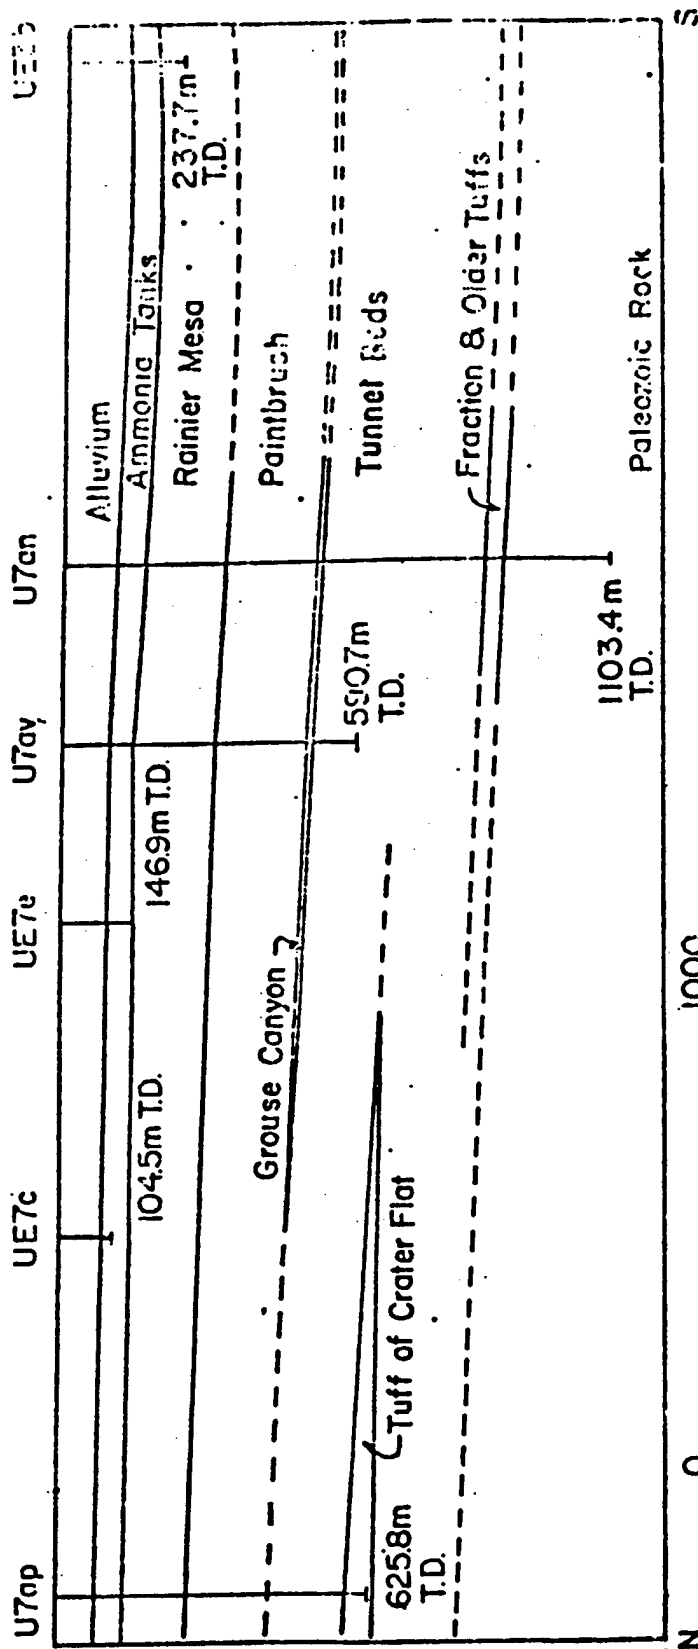 U7ap
UE7c
UE7e
U7ay
U7an
Alluvium
Ammonia Tanks
104.5m T.D.
146.9m T.D.
Rainier Mesa
237.7m
T.D.
Paintbrush
Grouse Canyon
Tunnel Beds
Tuff of Crater Flat
625.8m
T.D.
590.7m
T.D.
Fraction & Older Tuffs
1103.4m
T.D.
Paleozoic Rock
N
0
1000
S